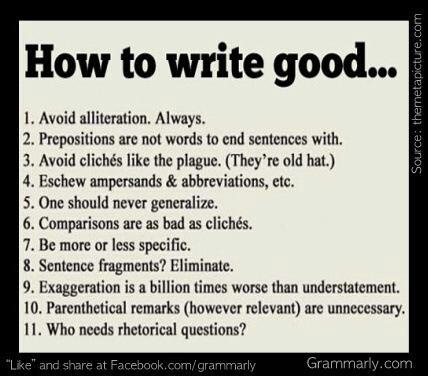 How to write good...
1. Avoid alliteration. Always.
2. Prepositions are not words to end sentences with.
3. Avoid clichés like the plague. (They're old hat.)
4. Eschew ampersands & abbreviations, etc.
5. One should never generalize.
6. Comparisons are as bad as clichés.
7. Be more or less specific.
8. Sentence fragments? Eliminate.
9. Exaggeration is a billion times worse than understatement.
10. Parenthetical remarks (however relevant) are unnecessary.
11. Who needs rhetorical questions?
Source: themetapicture.com
"Like" and share at Facebook.com/grammarly
Grammarly.com